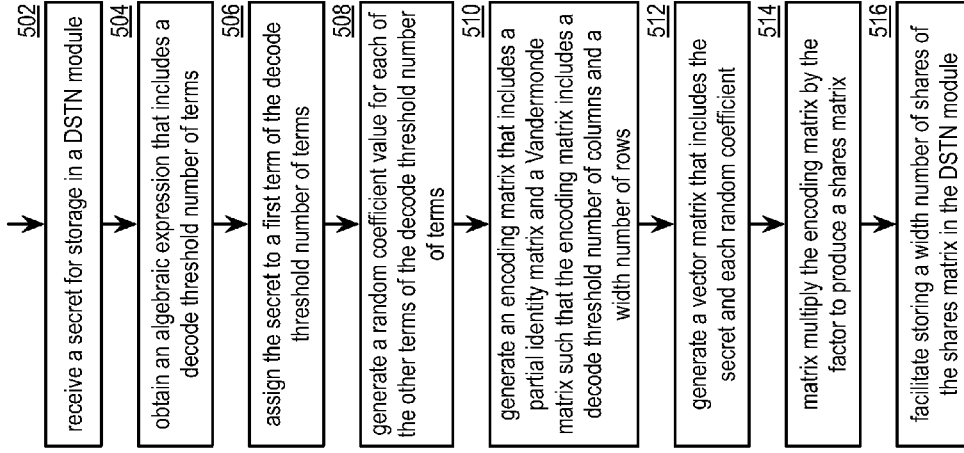 502
receive a secret for storage in a DSTN module
504
obtain an algebraic expression that includes a
decode threshold number of terms
506
assign the secret to a first term of the decode
threshold number of terms
508
generate a random coefficient value for each of
the other terms of the decode threshold number
of terms
510
generate an encoding matrix that includes a
partial identity matrix and a Vandermonde
matrix such that the encoding matrix includes a
decode threshold number of columns and a
width number of rows
512
generate a vector matrix that includes the
secret and each random coefficient
514
matrix multiply the encoding matrix by the
factor to produce a shares matrix
516
facilitate storing a width number of shares of
the shares matrix in the DSTN module